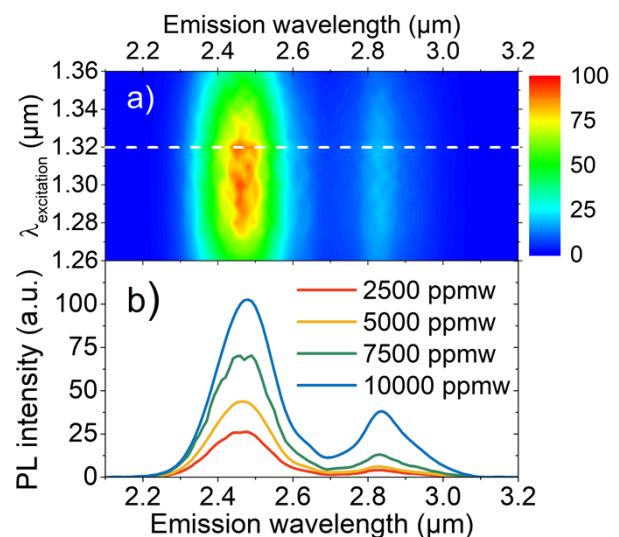 Emission wavelength (μm)
2.2 2.4 2.6 2.8 3.0 3.2
a)
λexcitation (μm)
1.36
1.34
1.32
1.30
1.28
1.26
100
75
50
25
0
b)
PL intensity (a.u.)
100
75
50
25
0
2500 ppmw
5000 ppmw
7500 ppmw
10000 ppmw
2.2 2.4 2.6 2.8 3.0 3.2
Emission wavelength (μm)